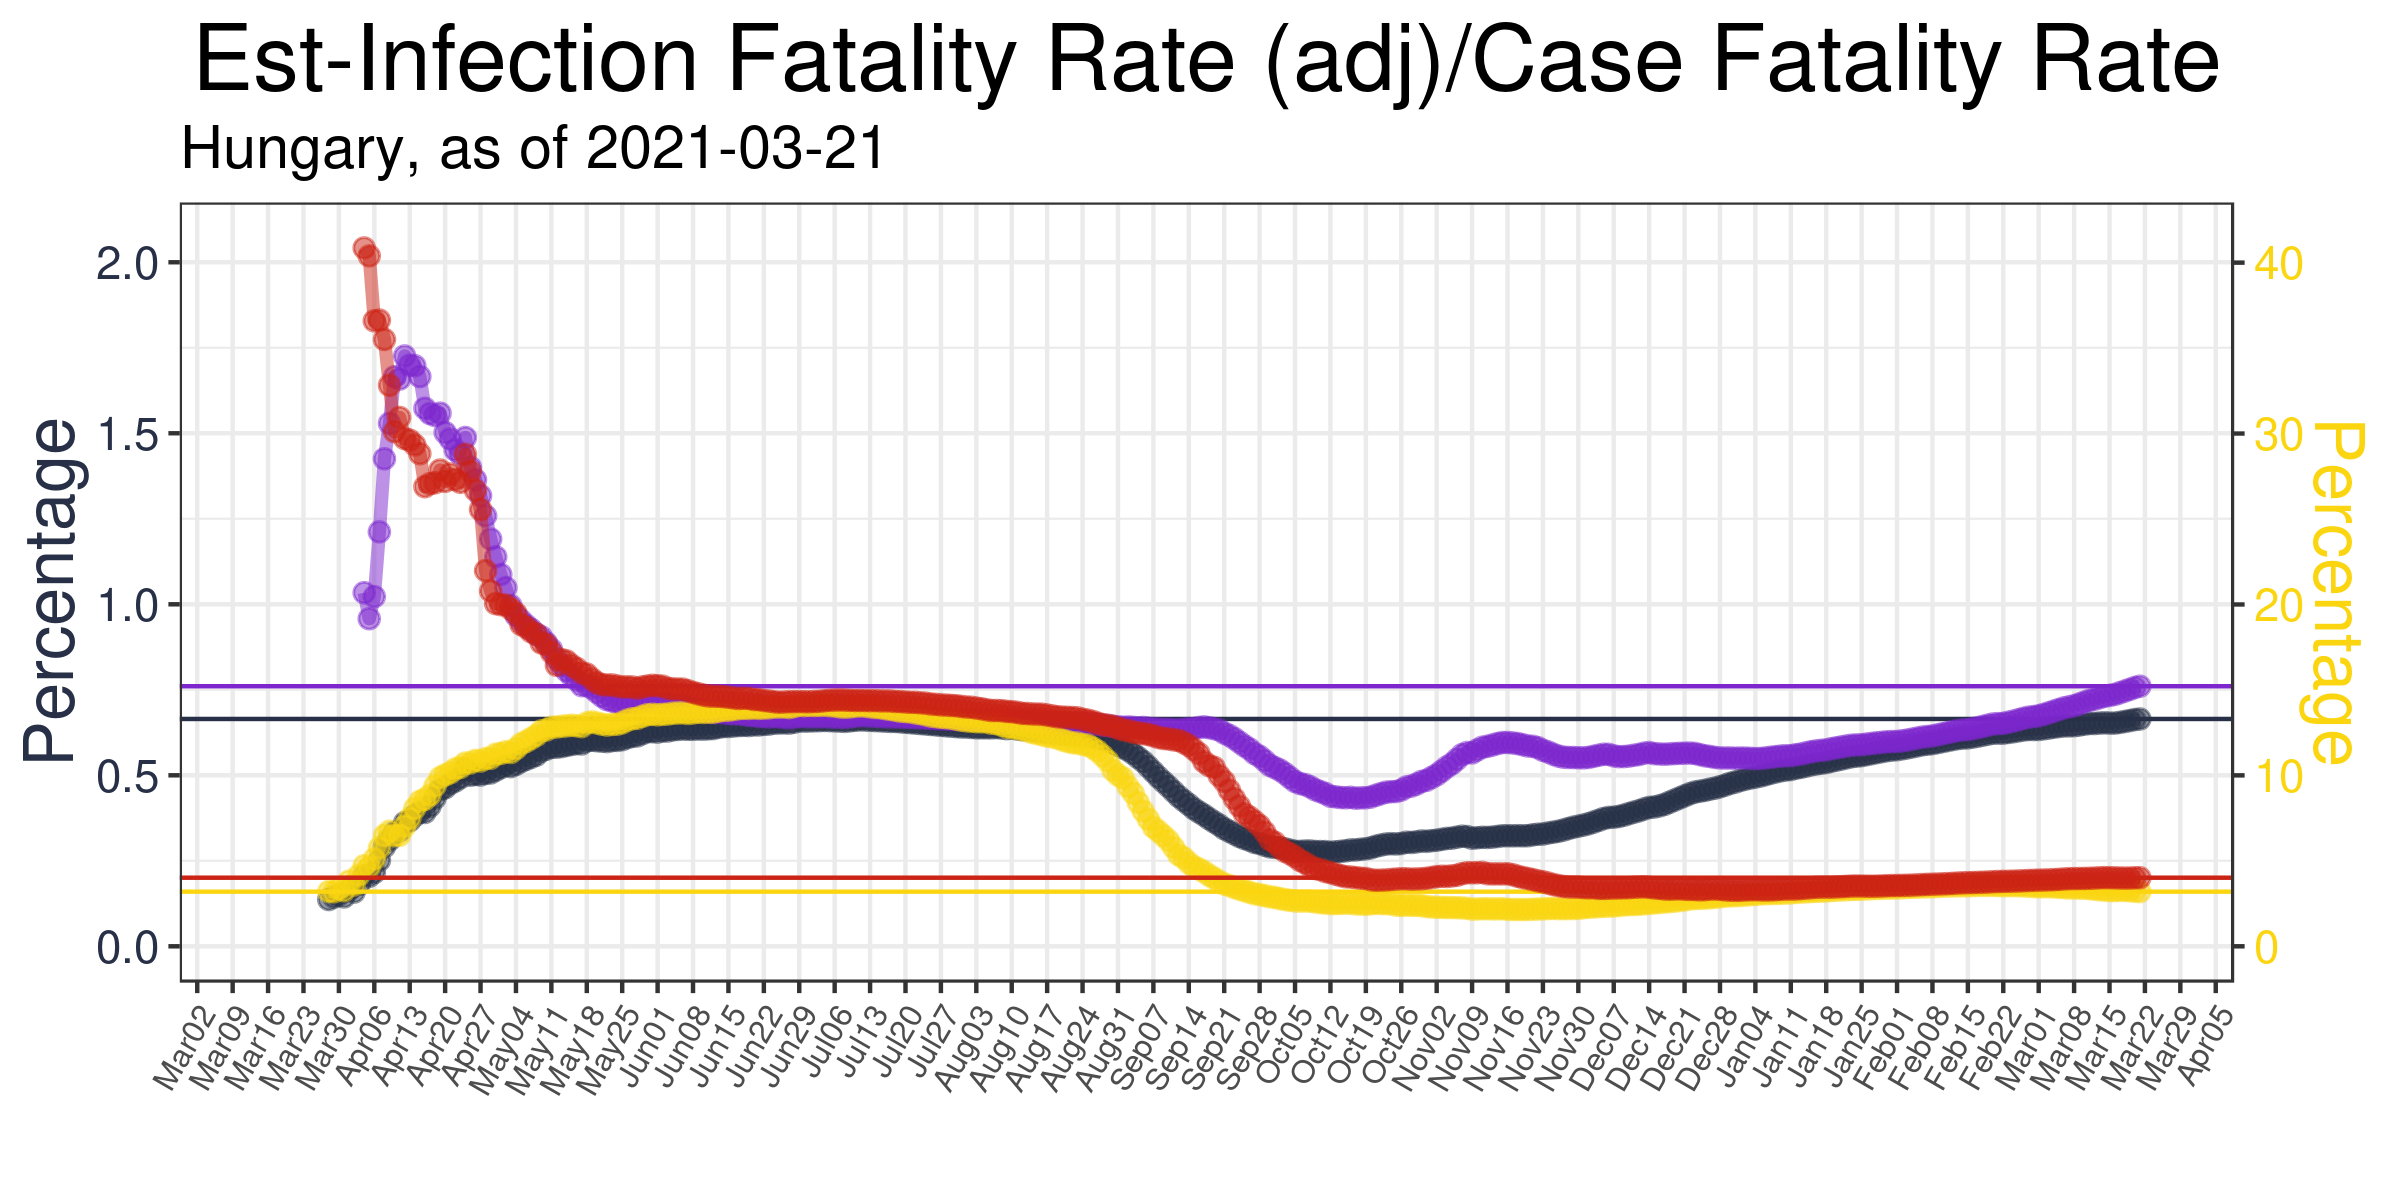 Est-Infection Fatality Rate (adj)/Case Fatality Rate
Hungary, as of 2021-03-21
Percentage
2.0
1.5
1.0
0.5
0.0
40
30
20
10
0
Percentage
Mar02
Mar09
Mar16
Mar23
Mar30
Apr06
Apr13
Apr20
Apr27
May04
May11
May18
May25
Jun01
Jun08
Jun15
Jun22
Jun29
Jul06
Jul13
Jul20
Jul27
Aug03
Aug10
Aug17
Aug24
Aug31
Sep07
Sep14
Sep21
Sep28
Oct05
Oct12
Oct19
Oct26
Nov02
Nov09
Nov16
Nov23
Nov30
Dec07
Dec14
Dec21
Dec28
Jan04
Jan11
Jan18
Jan25
Feb01
Feb08
Feb15
Feb22
Mar01
Mar08
Mar15
Mar22
Mar29
Apr05